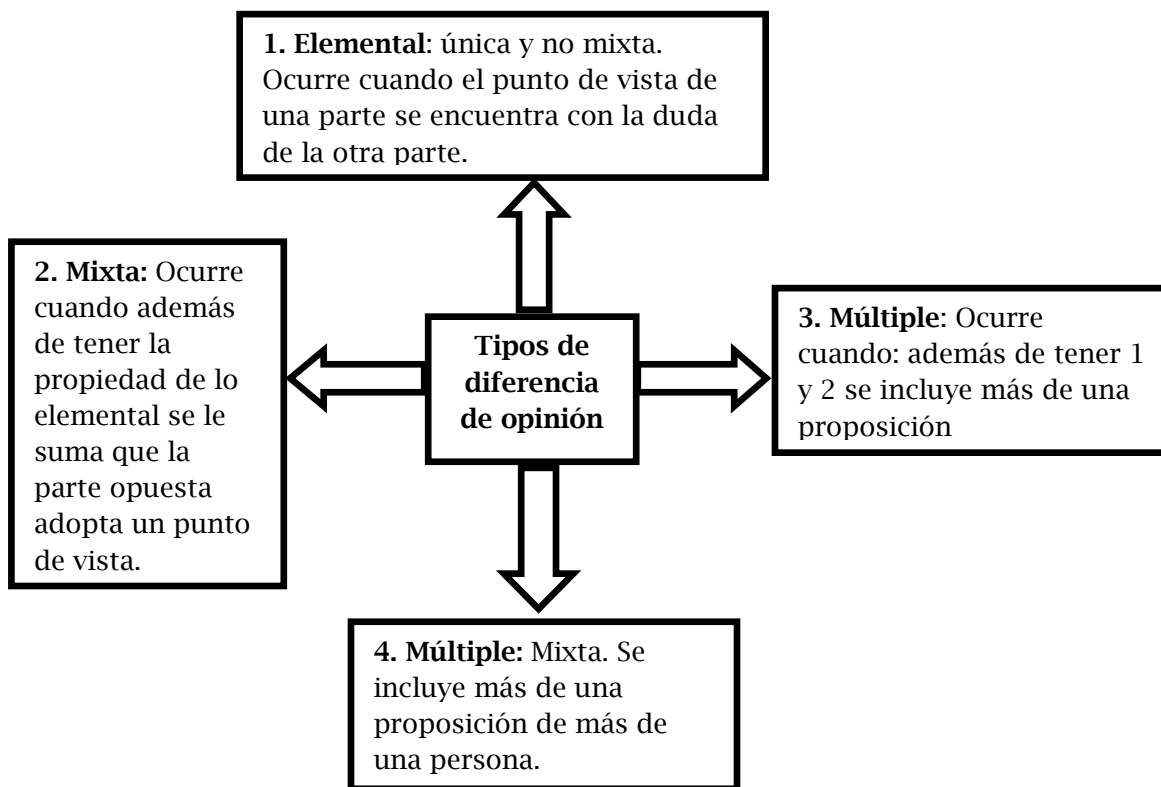 1. Elemental: única y no mixta.
Ocurre cuando el punto de vista de
una parte se encuentra con la duda
de la otra parte.
2. Mixta: Ocurre
cuando además
de tener la
propiedad de lo
elemental se le
suma que la
parte opuesta
adopta un punto
de vista.
Tipos de
diferencia
de opinión
3. Múltiple: Ocurre
cuando: además de tener 1
y 2 se incluye más de una
proposición
4. Múltiple: Mixta. Se
incluye más de una
proposición de más de
una persona.